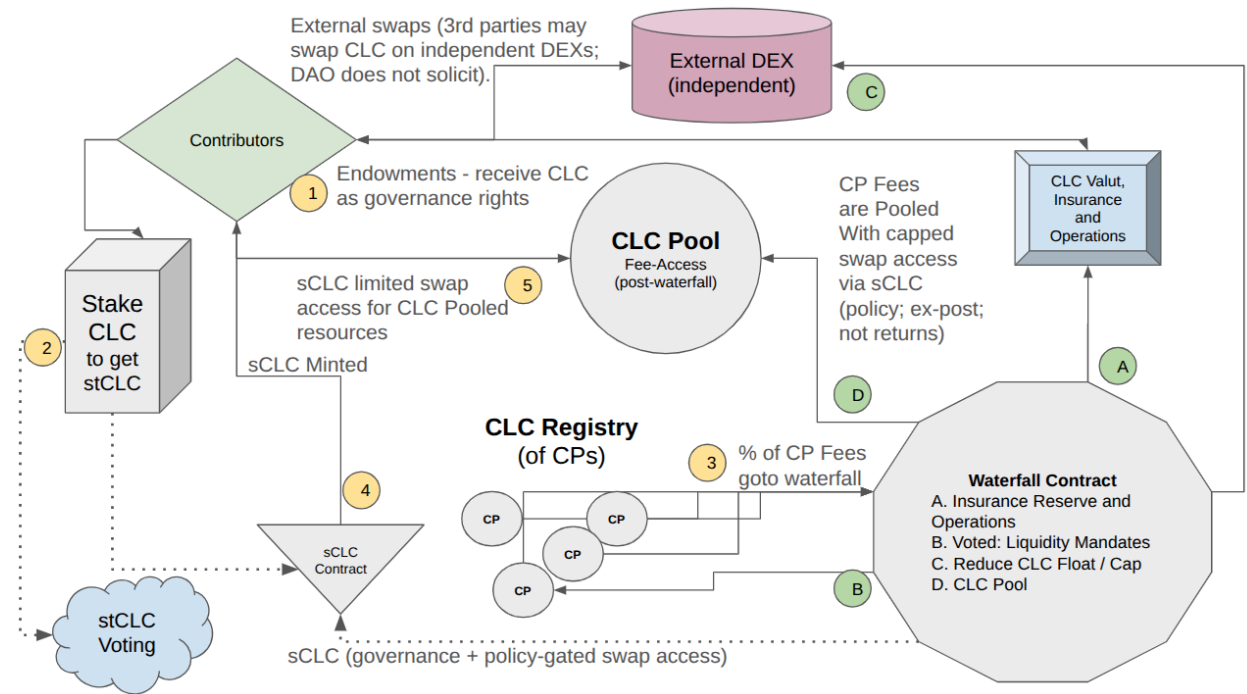 External swaps (3rd parties may
swap CLC on independent DEXs;
DAO does not solicit).
External DEX
(independent)
C
Contributors
1
Endowments - receive CLC
as governance rights
CLC Valut,
Insurance
and
Operations
CP Fees
are Pooled
With capped
swap access
via sCLC
(policy; ex-post;
not returns)
CLC Pool
Fee-Access
(post-waterfall)
sCLC limited swap
access for CLC Pooled
resources
5
Stake
CLC
to get
stCLC
2
sCLC Minted
A
D
CLC Registry
(of CPs)
3
% of CP Fees
goto waterfall
Waterfall Contract
A. Insurance Reserve and
Operations
B. Voted: Liquidity Mandates
C. Reduce CLC Float / Cap
D. CLC Pool
4
CP
CP
CP
CP
sCLC
Contract
B
stCLC
Voting
sCLC (governance + policy-gated swap access)